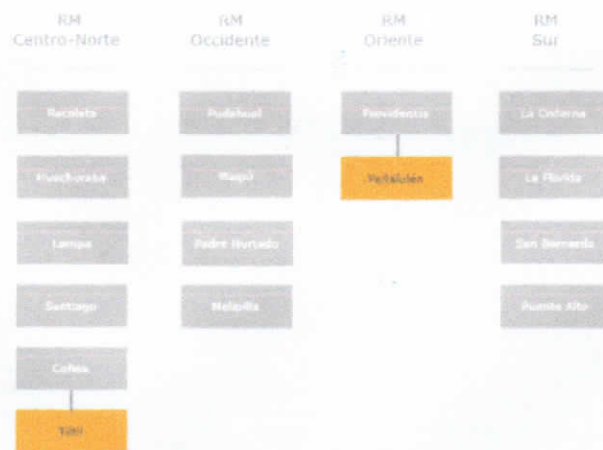 RM
Centro-Norte
RM
Occidente
RM
Oriente
RM
Sur
Recoleta
Pudahuel
Providencia
La Cisterna
Huechuraba
Maipú
Peñalolén
La Florida
Lampa
Padre Hurtado
San Bernardo
Santiago
Melipilla
Puente Alto
Colina
Tiltil